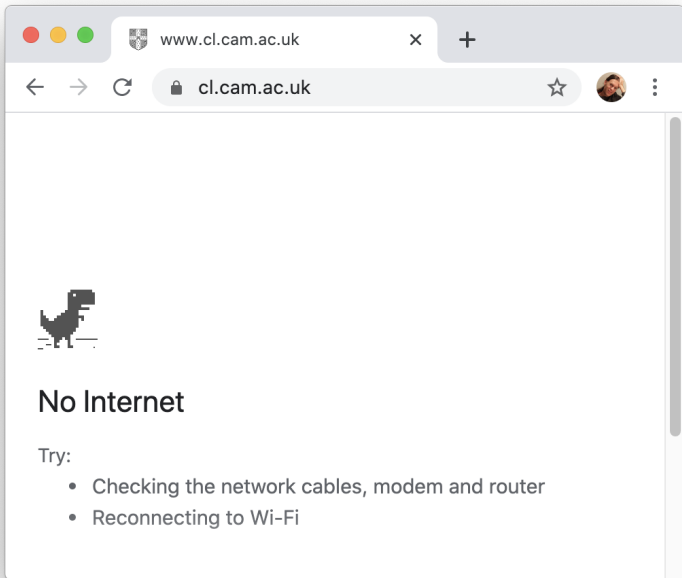 www.cl.cam.ac.uk
cl.cam.ac.uk
No Internet
Try:
Checking the network cables, modem and router
Reconnecting to Wi-Fi